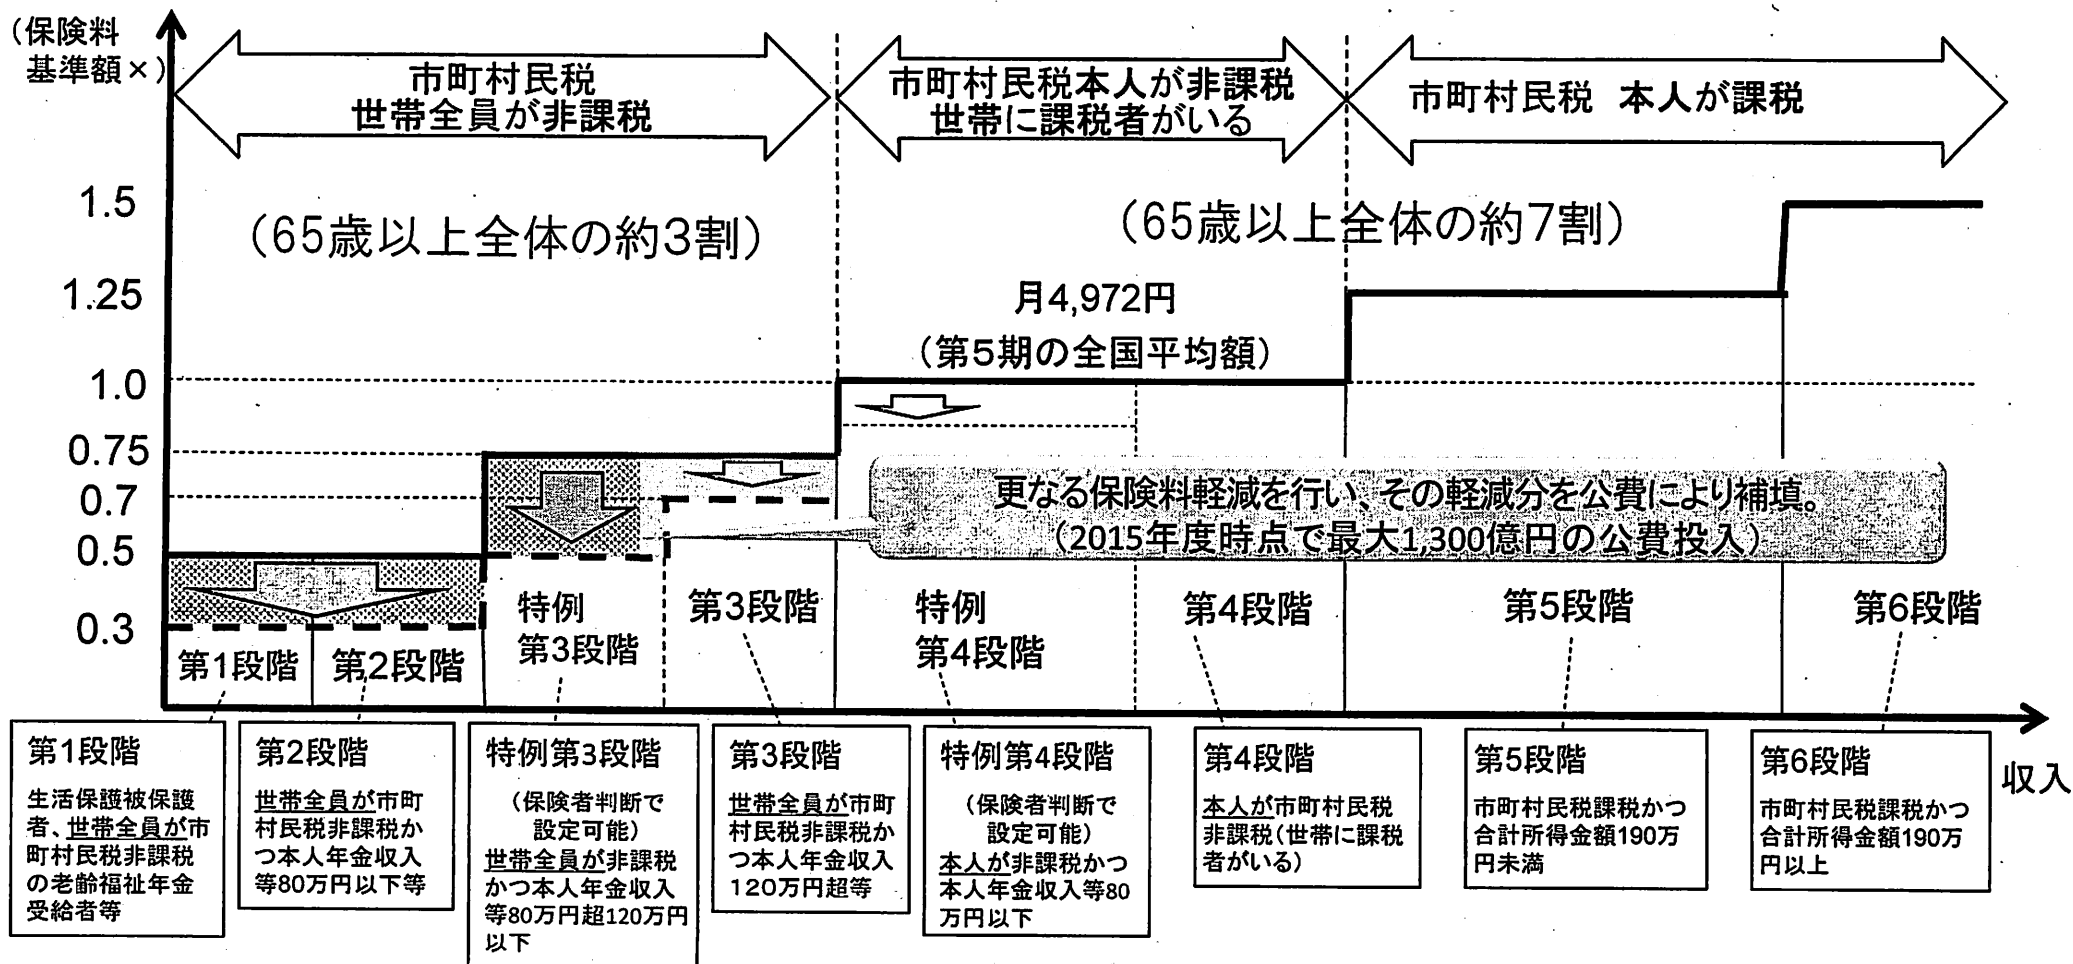 (保険料
基準額×)
市町村民税
世帯全員が非課税
市町村民税本人が非課税
世帯に課税者がいる
市町村民税 本人が課税
1.5
1.25
1.0
0.75
0.7
0.5
0.3
(65歳以上全体の約3割)
(65歳以上全体の約7割)
月4,972円
(第5期の全国平均額)
更なる保険料軽減を行い、その軽減分を公費により補填。
(2015年度時点で最大1,300億円の公費投入)
第1段階
第2段階
特例
第3段階
第3段階
特例
第4段階
第4段階
第5段階
第6段階
収入
第1段階
生活保護被保護
者、世帯全員が市
町村民税非課税
の老齢福祉年金
受給者等
第2段階
世帯全員が市町
村民税非課税か
つ本人年金収入
等80万円以下等
特例第3段階
(保険者判断で
設定可能)
世帯全員が非課税
かつ本人年金収入
等80万円超120万円
以下
第3段階
世帯全員が市町
村民税非課税か
つ本人年金収入
120万円超等
特例第4段階
(保険者判断で
設定可能)
本人が非課税かつ
本人年金収入等80
万円以下
第4段階
本人が市町村民税
非課税(世帯に課税
者がいる)
第5段階
市町村民税課税かつ
合計所得金額190万
円未満
第6段階
市町村民税課税かつ
合計所得金額190万
円以上